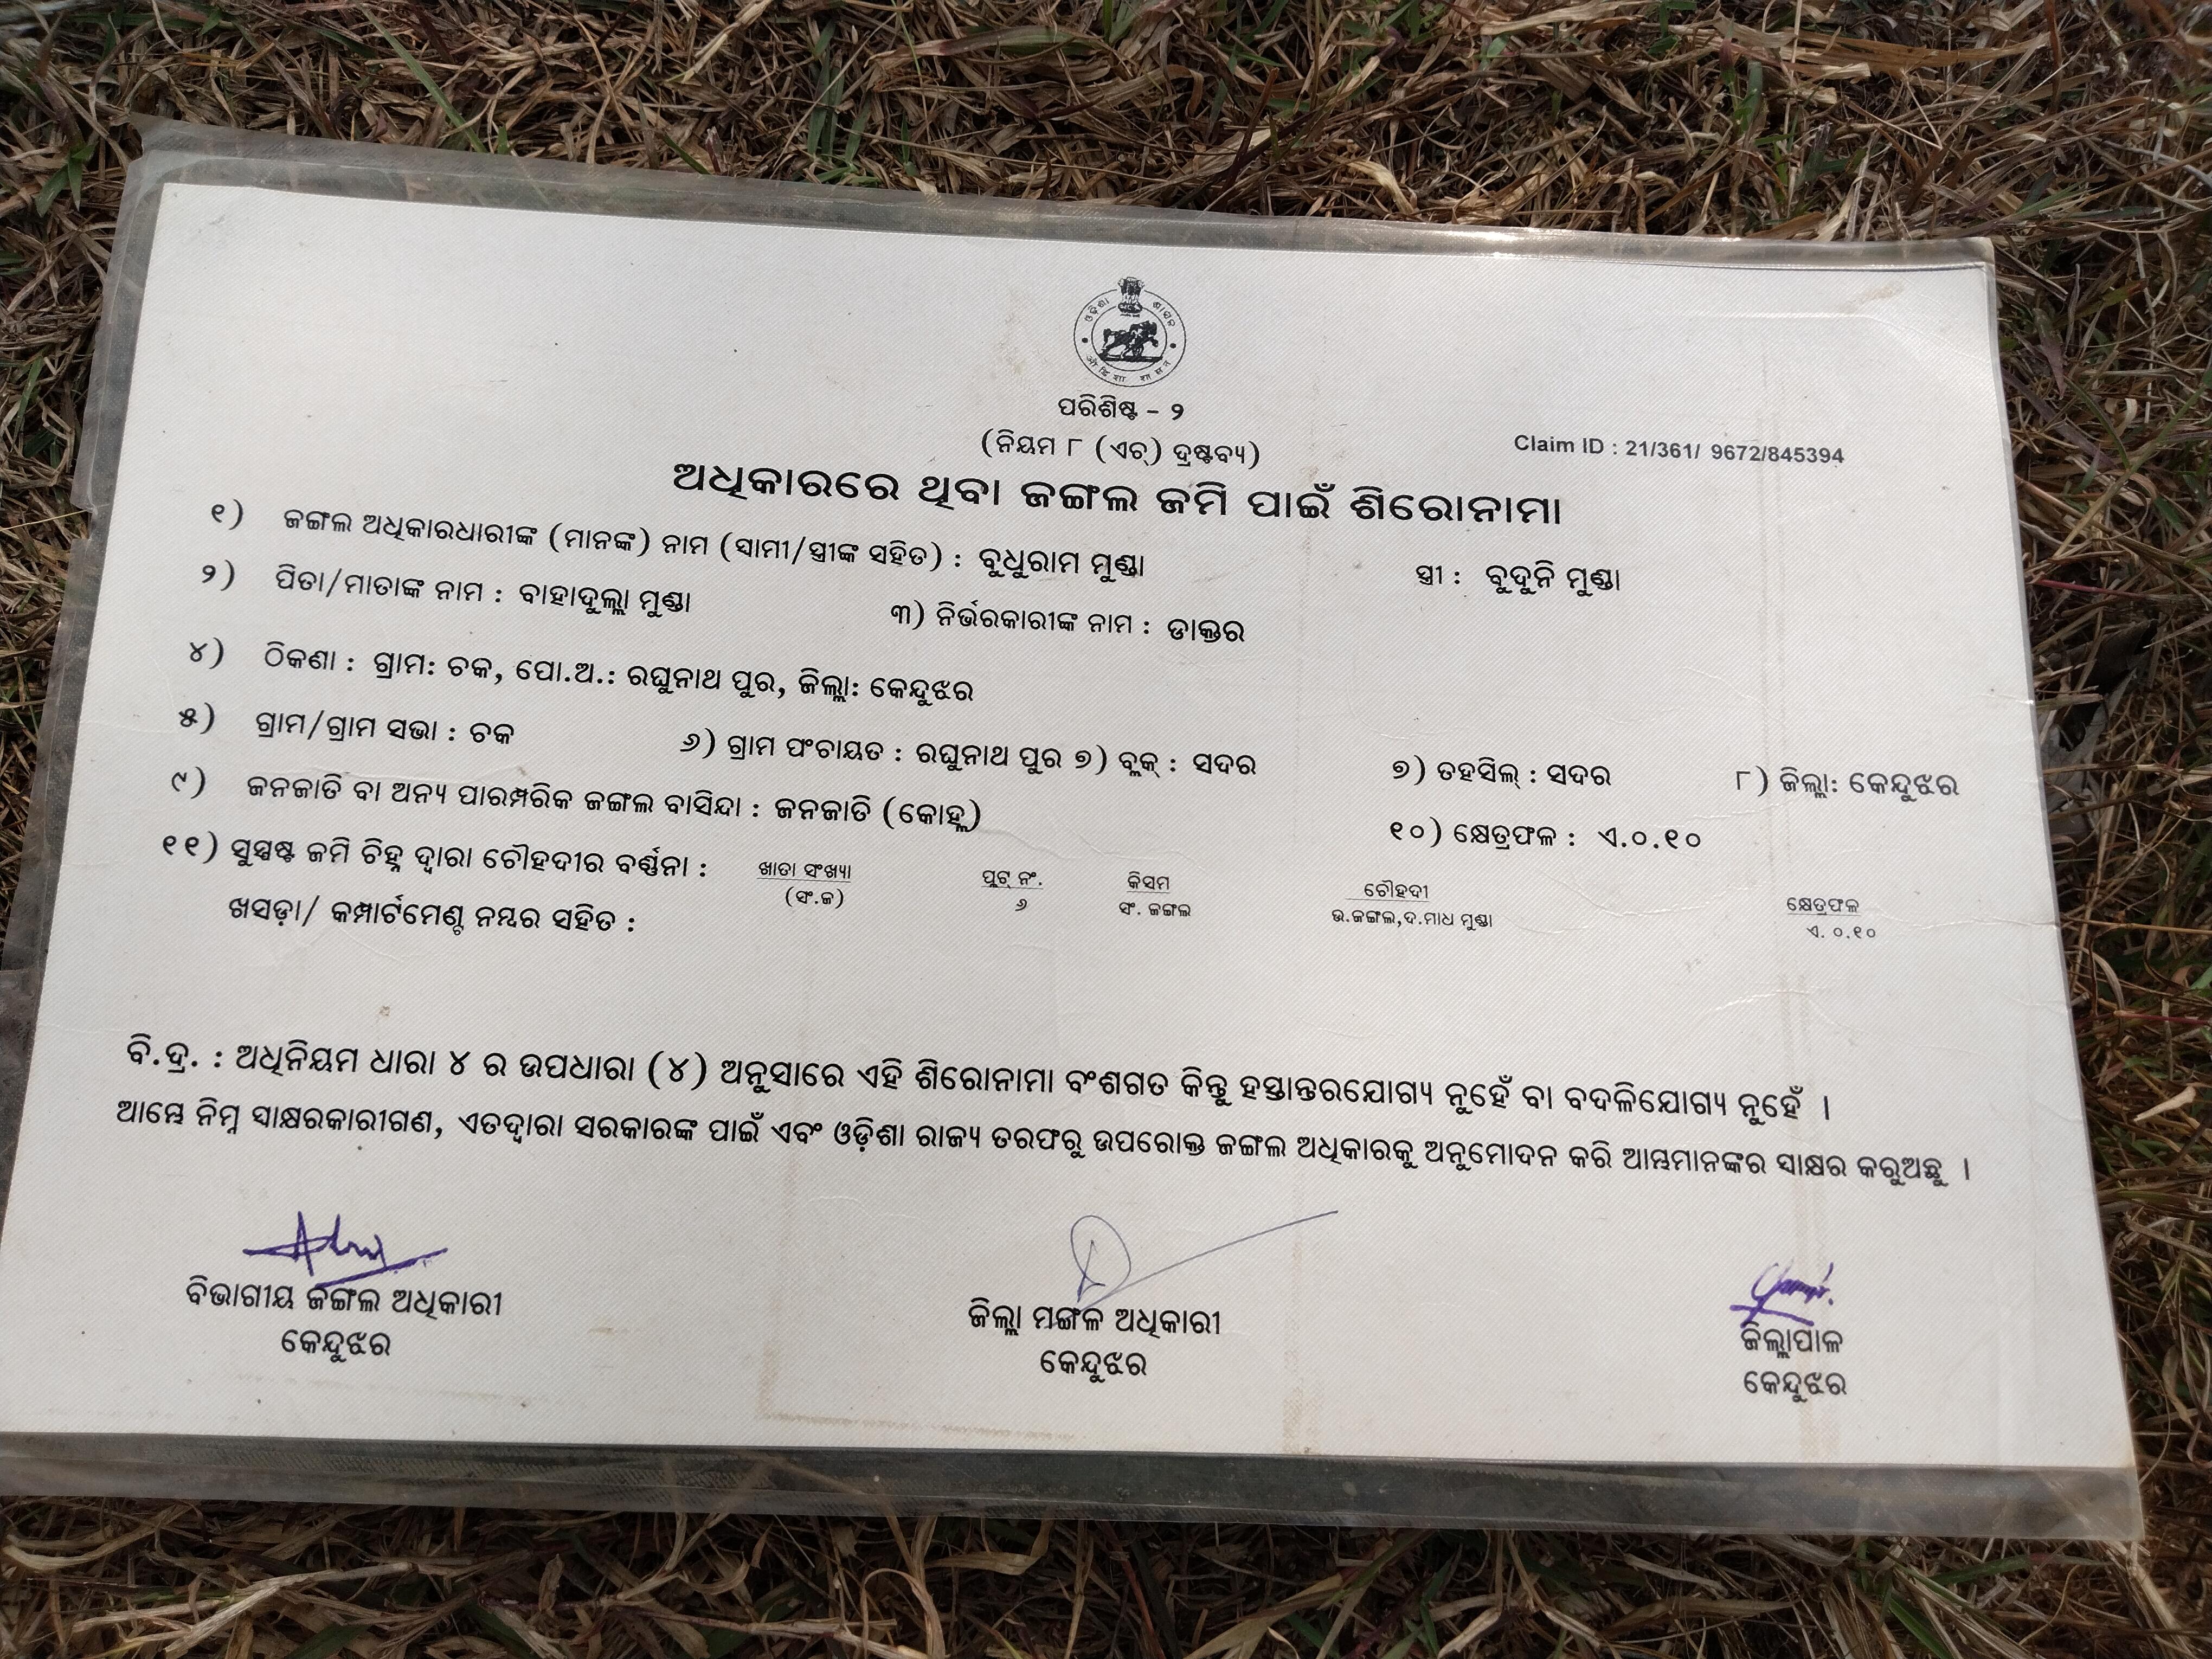 ଓଡ଼ିଶା ଶାସନ
ओडिशा शासन
ପରିଶିଷ୍ଟ - ୨
(ନିୟମ ୮ (ଏଚ୍) ଦ୍ରଷ୍ଟବ୍ୟ)
Claim ID : 21/361/ 9672/845394
ଅଧିକାରରେ ଥିବା ଜଙ୍ଗଲ ଜମି ପାଇଁ ଶିରୋନାମା
୧) ଜଙ୍ଗଲ ଅଧିକାରଧାରୀଙ୍କ (ମାନଙ୍କ) ନାମ (ସାମୀ/ସ୍ତ୍ରୀଙ୍କ ସହିତ) : ବୁଧୁରାମ ମୁଣ୍ଡା ସ୍ତ୍ରୀ : ବୁଦୁନି ମୁଣ୍ଡା
୨) ପିତା/ମାତାଙ୍କ ନାମ : ବାହାଦୁଲ୍ଲା ମୁଣ୍ଡା ୩) ନିର୍ଭରକାରୀଙ୍କ ନାମ : ଡାକ୍ତର
୪) ଠିକଣା : ଗ୍ରାମ: ଚକ, ପୋ.ଅ.: ରଘୁନାଥ ପୁର, ଜିଲ୍ଲା: କେନ୍ଦୁଝର
୫) ଗ୍ରାମ/ଗ୍ରାମ ସଭା : ଚକ ୬) ଗ୍ରାମ ପଂଚାୟତ : ରଘୁନାଥ ପୁର ୭) ବ୍ଲକ୍ : ସଦର ୭) ତହସିଲ୍ : ସଦର ୮) ଜିଲ୍ଲା: କେନ୍ଦୁଝର
୯) ଜନଜାତି ବା ଅନ୍ୟ ପାରମ୍ପରିକ ଜଙ୍ଗଲ ବାସିନ୍ଦା : ଜନଜାତି (କୋହ୍ଲ) ୧୦) କ୍ଷେତ୍ରଫଳ : ଏ.୦.୧୦
୧୧) ସୁସ୍ପଷ୍ଟ ଜମି ଚିହ୍ନ ଦ୍ୱାରା ଚୌହଦୀର ବର୍ଣ୍ଣନା : ଖାତା ସଂଖ୍ୟା ପ୍ଲଟ୍ ନଂ. କିସମ ଚୌହଦୀ କ୍ଷେତ୍ରଫଳ
ଖସଡ଼ା/ କମ୍ପାର୍ଟମେଣ୍ଟ ନମ୍ବର ସହିତ : (ସଂ.ଜ) ୬ ସଂ. ଜଙ୍ଗଲ ଉ.ଜଙ୍ଗଲ,ଦ.ମାଧ ମୁଣ୍ଡା ଏ. ୦.୧୦
ବି.ଦ୍ର. : ଅଧିନିୟମ ଧାରା ୪ ର ଉପଧାରା (୪) ଅନୁସାରେ ଏହି ଶିରୋନାମା ବଂଶଗତ କିନ୍ତୁ ହସ୍ତାନ୍ତରଯୋଗ୍ୟ ନୁହେଁ ବା ବଦଳିଯୋଗ୍ୟ ନୁହେଁ ।
ଆମ୍ଭେ ନିମ୍ନ ସ୍ୱାକ୍ଷରକାରୀଗଣ, ଏତଦ୍ୱାରା ସରକାରଙ୍କ ପାଇଁ ଏବଂ ଓଡ଼ିଶା ରାଜ୍ୟ ତରଫରୁ ଉପରୋକ୍ତ ଜଙ୍ଗଲ ଅଧିକାରକୁ ଅନୁମୋଦନ କରି ଆମ୍ଭମାନଙ୍କର ସ୍ୱାକ୍ଷର କରୁଅଛୁ ।
ବିଭାଗୀୟ ଜଙ୍ଗଲ ଅଧିକାରୀ ଜିଲ୍ଲା ମଙ୍ଗଳ ଅଧିକାରୀ ଜିଲ୍ଲାପାଳ
କେନ୍ଦୁଝର କେନ୍ଦୁଝର କେନ୍ଦୁଝର